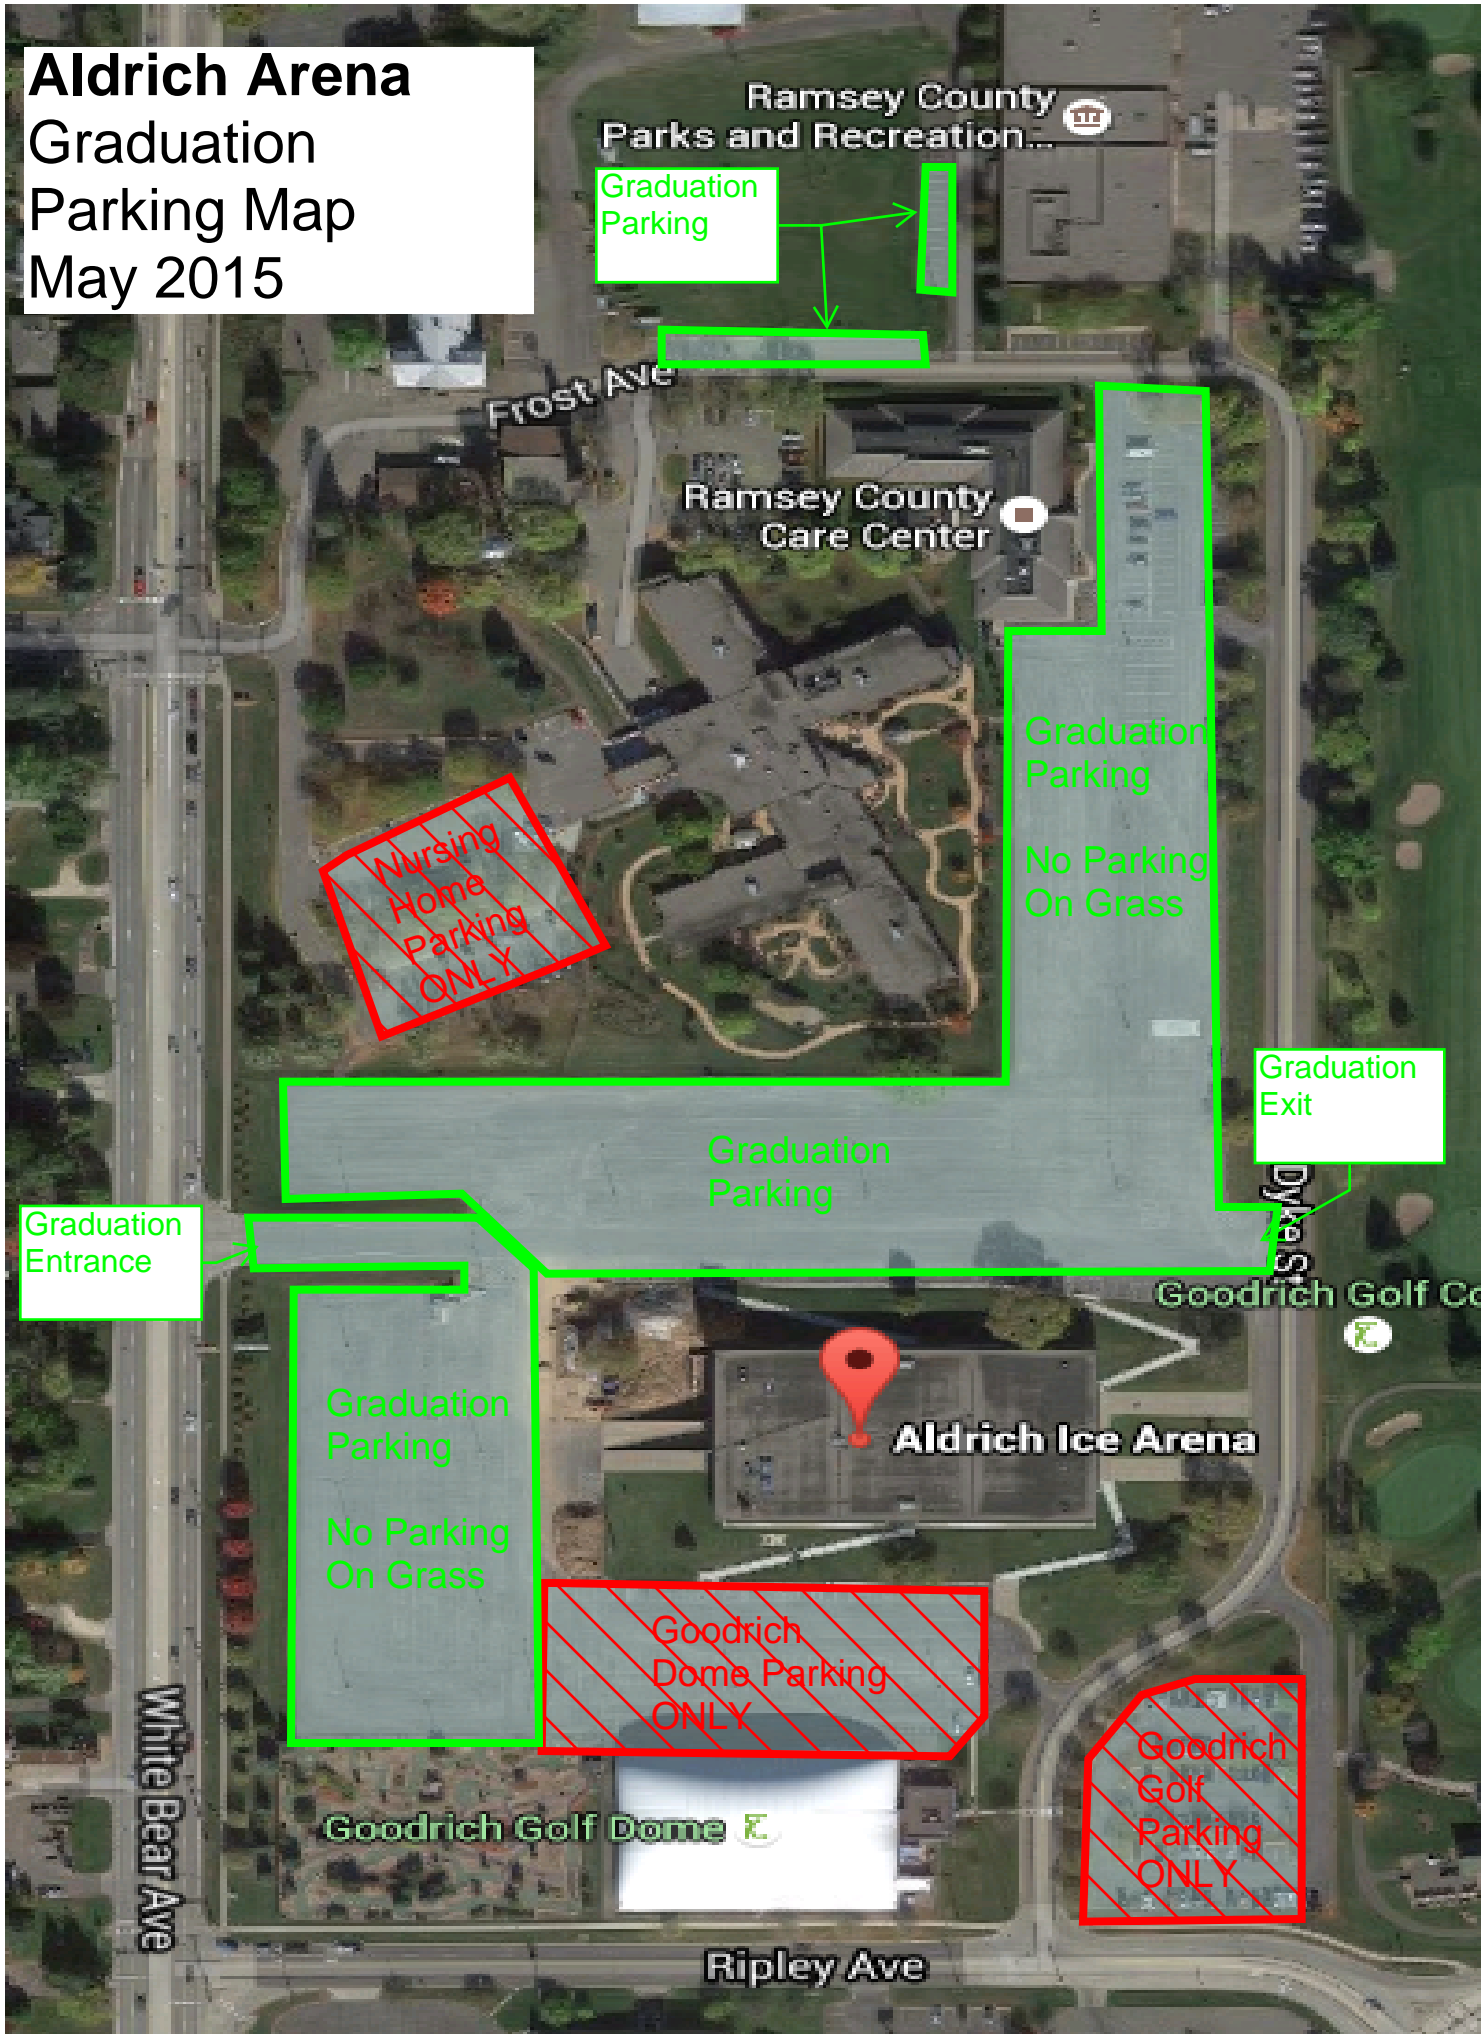 Aldrich Arena
Graduation
Parking Map
May 2015
Ramsey County
Parks and Recreation...
Graduation
Parking
Frost Ave
Ramsey County
Care Center
Graduation
Parking
No Parking
On Grass
Nursing
Home
Parking
ONLY
Graduation
Exit
Graduation
Parking
Dyke St
Graduation
Entrance
Goodrich Golf Co
Graduation
Parking
No Parking
On Grass
Aldrich Ice Arena
Goodrich
Dome Parking
ONLY
Goodrich
Golf
Parking
ONLY
White Bear Ave
Goodrich Golf Dome
Ripley Ave